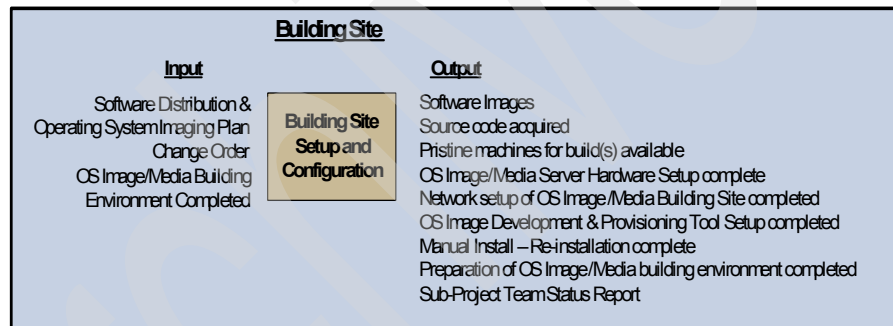 Building Site
Input
Software Distribution &
Operating System Imaging Plan
Change Order
OS Image/Media Building
Environment Completed
Building Site
Setup and
Configuration
Output
Software Images
Source code acquired
Pristine machines for build(s) available
OS Image/Media Server Hardware Setup complete
Network setup of OS Image/Media Building Site completed
OS Image Development & Provisioning Tool Setup completed
Manual Install – Re-installation complete
Preparation of OS Image/Media building environment completed
Sub-Project Team Status Report